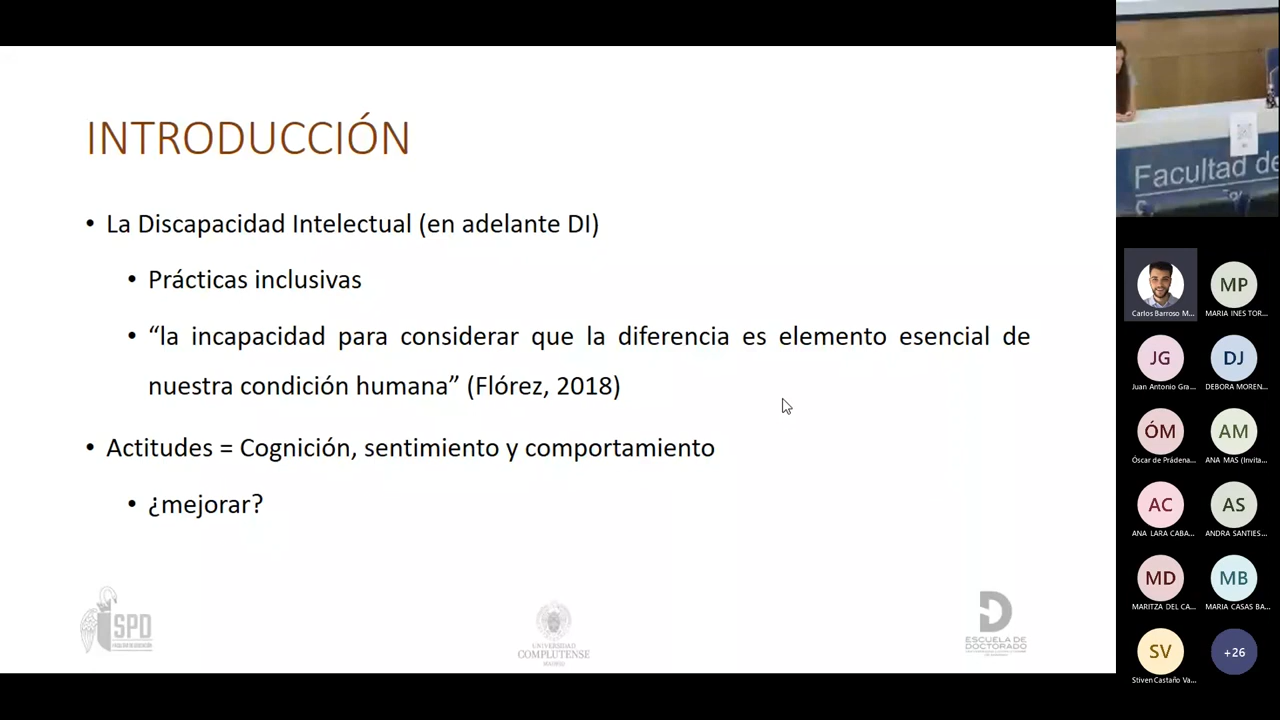 INTRODUCCIÓN
• La Discapacidad Intelectual (en adelante DI)
• Prácticas inclusivas
• “la incapacidad para considerar que la diferencia es elemento esencial de
nuestra condición humana” (Flórez, 2018)
• Actitudes = Cognición, sentimiento y comportamiento
• ¿mejorar?
SPD
UNIVERSIDAD
COMPLUTENSE
MADRID
ESCUELA DE
DOCTORADO
Facultad de
Carlos Barroso M...
MP
MARIA INES TOR...
JG
Juan Antonio Gra...
DJ
DEBORA MOREN...
ÓM
Óscar de Prádena...
AM
ANA MAS (Invita...
AC
ANA LARA CABA...
AS
ANDRA SANTIES...
MD
MARITZA DEL CA...
MB
MARIA CASAS BA...
SV
Stiven Castaño Va...
+26